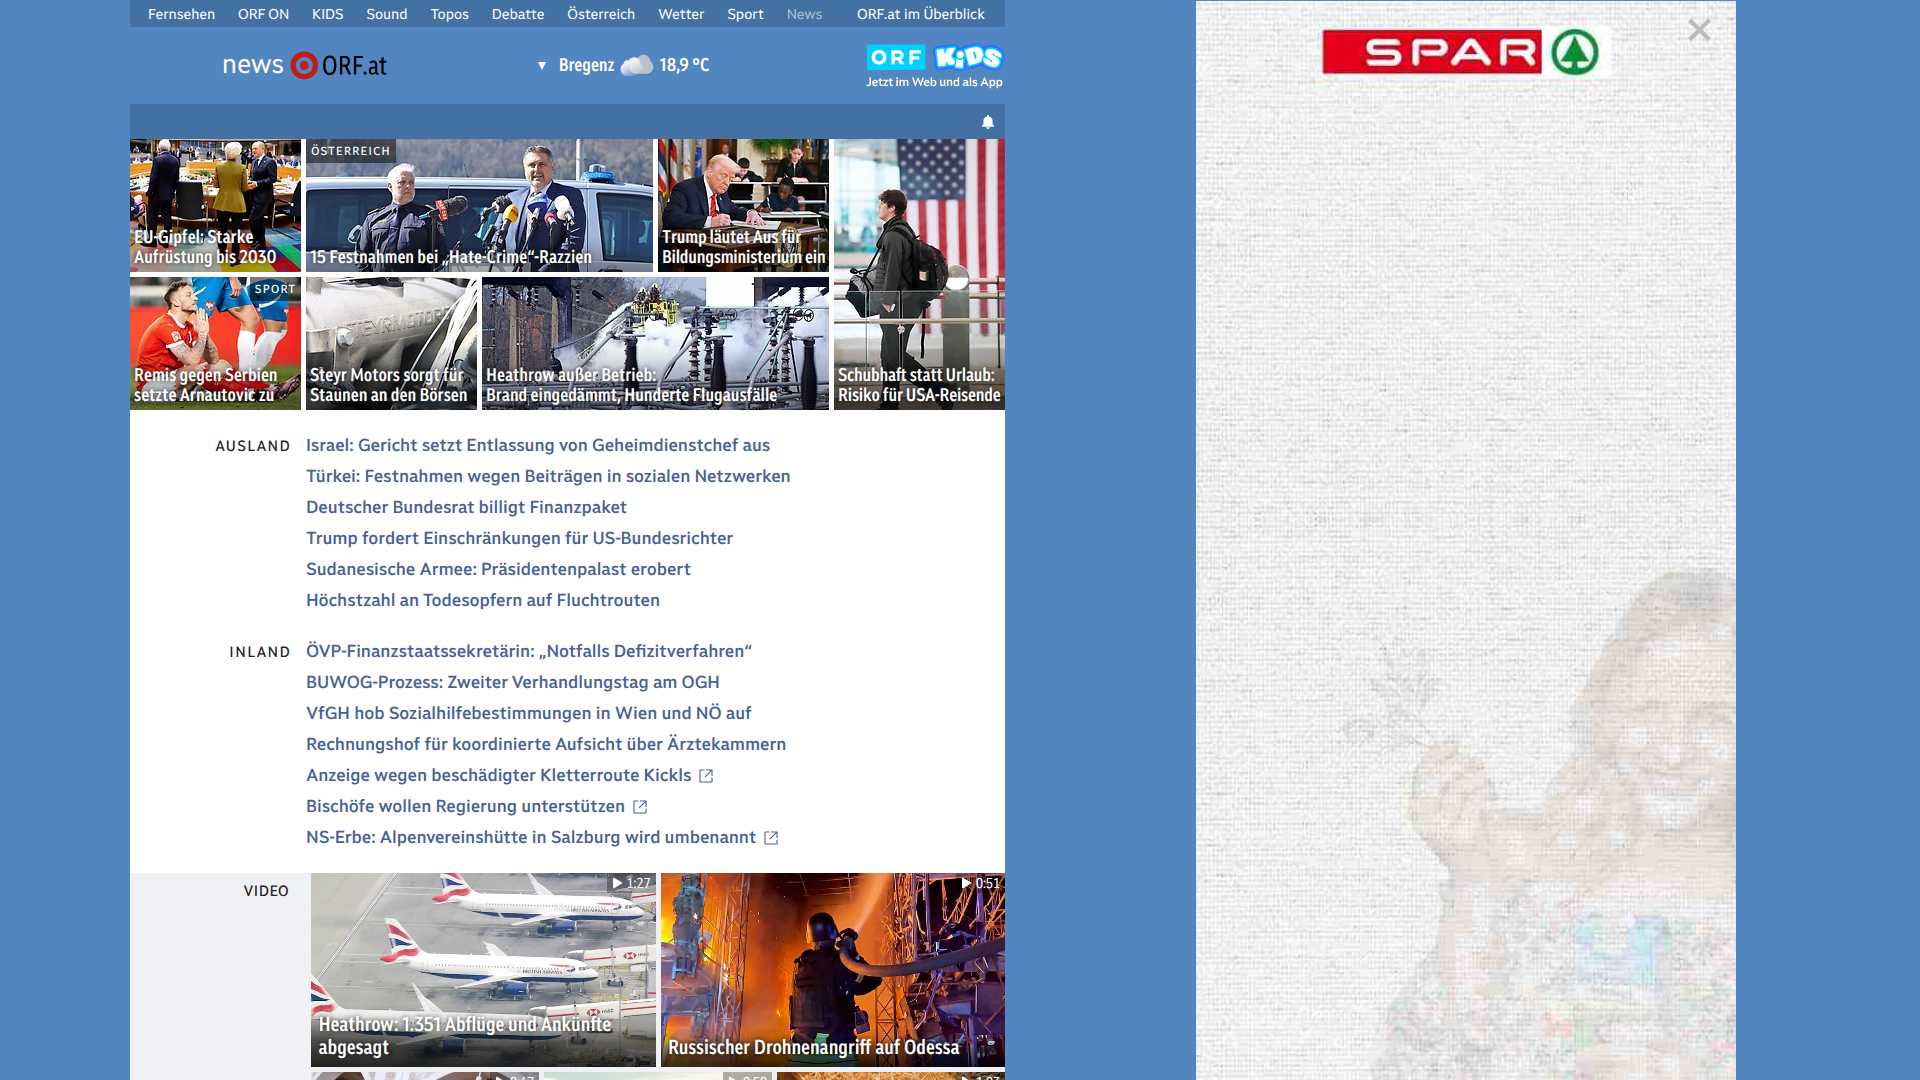 Fernsehen ORF ON KIDS Sound Topos Debatte Österreich Wetter Sport News ORF.at im Überblick
news ORF.at
Bregenz 18,9 °C
ORF KiDS
Jetzt im Web und als App
SPAR
EU-Gipfel: Starke
Aufrüstung bis 2030
ÖSTERREICH
15 Festnahmen bei „Hate-Crime“-Razzien
Trump läutet Aus für
Bildungsministerium ein
SPORT
Remis gegen Serbien
setzte Arnautovic zu
STEYR MOTORS
Steyr Motors sorgt für
Staunen an den Börsen
Heathrow außer Betrieb:
Brand eingedämmt, Hunderte Flugausfälle
Schubhaft statt Urlaub:
Risiko für USA-Reisende
AUSLAND
Israel: Gericht setzt Entlassung von Geheimdienstchef aus
Türkei: Festnahmen wegen Beiträgen in sozialen Netzwerken
Deutscher Bundesrat billigt Finanzpaket
Trump fordert Einschränkungen für US-Bundesrichter
Sudanesische Armee: Präsidentenpalast erobert
Höchstzahl an Todesopfern auf Fluchtrouten
INLAND
ÖVP-Finanzstaatssekretärin: „Notfalls Defizitverfahren“
BUWOG-Prozess: Zweiter Verhandlungstag am OGH
VfGH hob Sozialhilfebestimmungen in Wien und NÖ auf
Rechnungshof für koordinierte Aufsicht über Ärztekammern
Anzeige wegen beschädigter Kletterroute Kickls
Bischöfe wollen Regierung unterstützen
NS-Erbe: Alpenvereinshütte in Salzburg wird umbenannt
VIDEO
1:27
Heathrow: 1.351 Abflüge und Ankünfte
abgesagt
0:51
Russischer Drohnenangriff auf Odessa